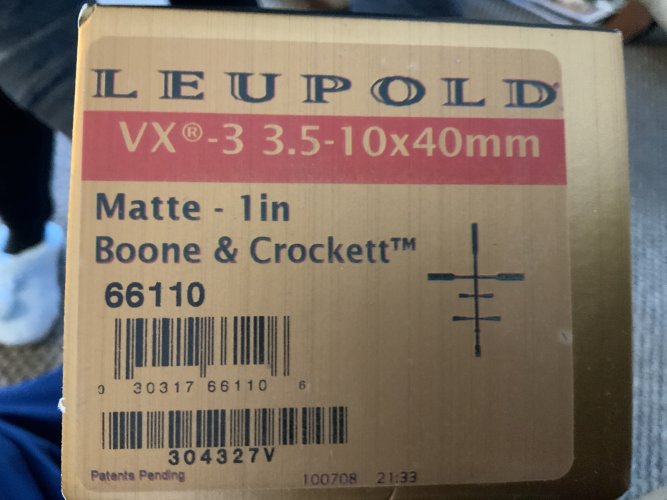 LEUPOLD
VX®-3 3.5-10x40mm
Matte - 1in
Boone & Crockett™
66110
0 30317 66110 6
304327V
Patents Pending 100708 21:33